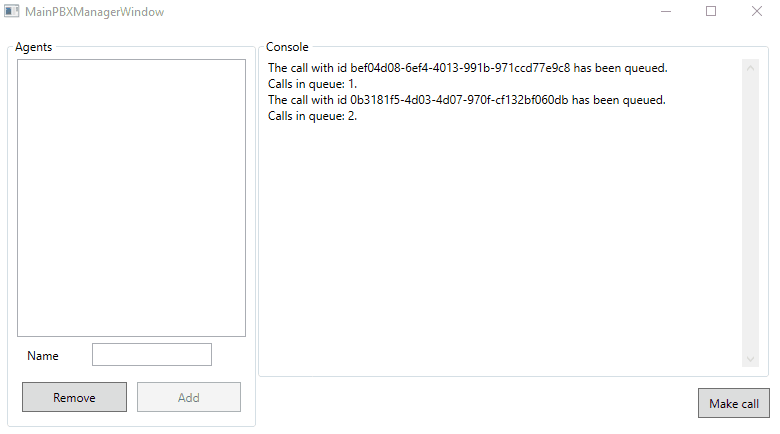 MainPBXManagerWindow
Agents
Name
Remove
Add
Console
The call with id bef04d08-6ef4-4013-991b-971ccd77e9c8 has been queued.
Calls in queue: 1.
The call with id 0b3181f5-4d03-4d07-970f-cf132bf060db has been queued.
Calls in queue: 2.
Make call